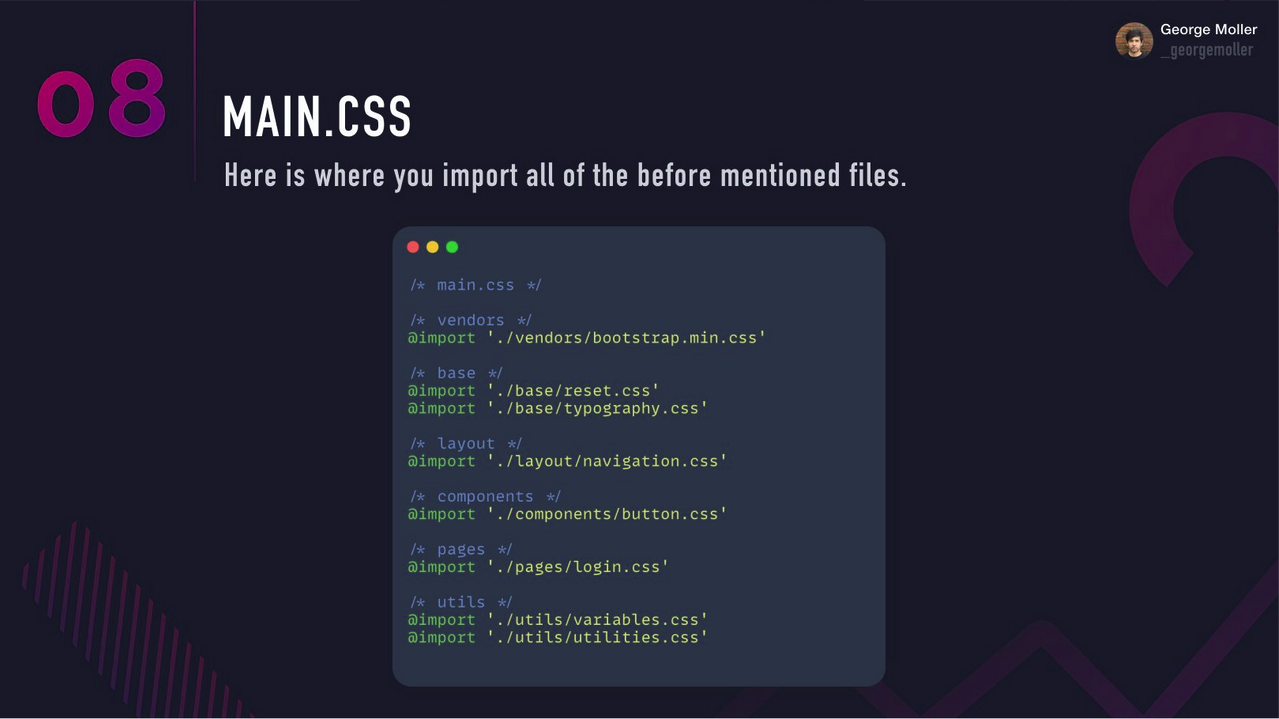 08
MAIN.CSS
Here is where you import all of the before mentioned files.
George Moller
_georgemoller
/* main.css */
/* vendors */
@import './vendors/bootstrap.min.css'
/* base */
@import './base/reset.css'
@import './base/typography.css'
/* layout */
@import './layout/navigation.css'
/* components */
@import './components/button.css'
/* pages */
@import './pages/login.css'
/* utils */
@import './utils/variables.css'
@import './utils/utilities.css'